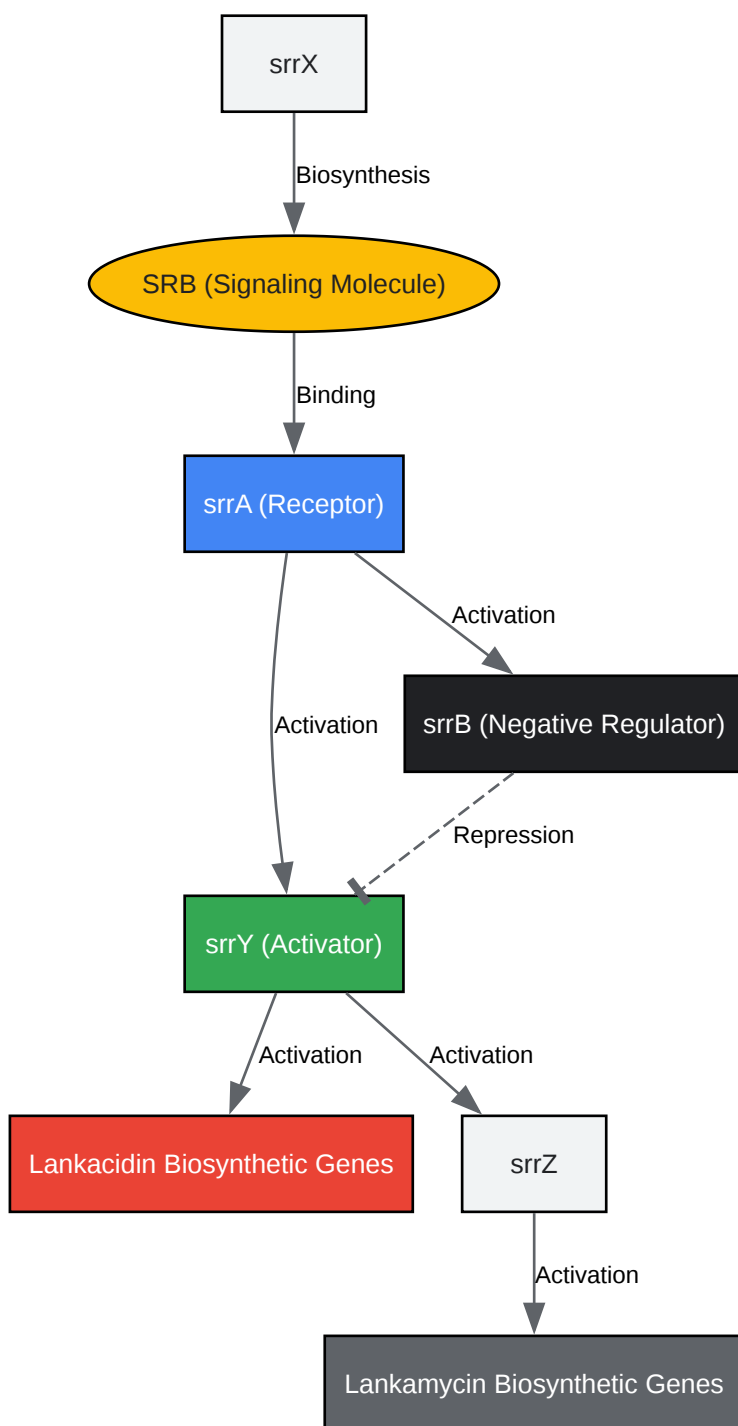 srrX
Biosynthesis
SRB (Signaling Molecule)
Binding
srrA (Receptor)
Activation
srrB (Negative Regulator)
Activation
Repression
srrY (Activator)
Activation
Activation
Lankacidin Biosynthetic Genes
srrZ
Activation
Lankamycin Biosynthetic Genes